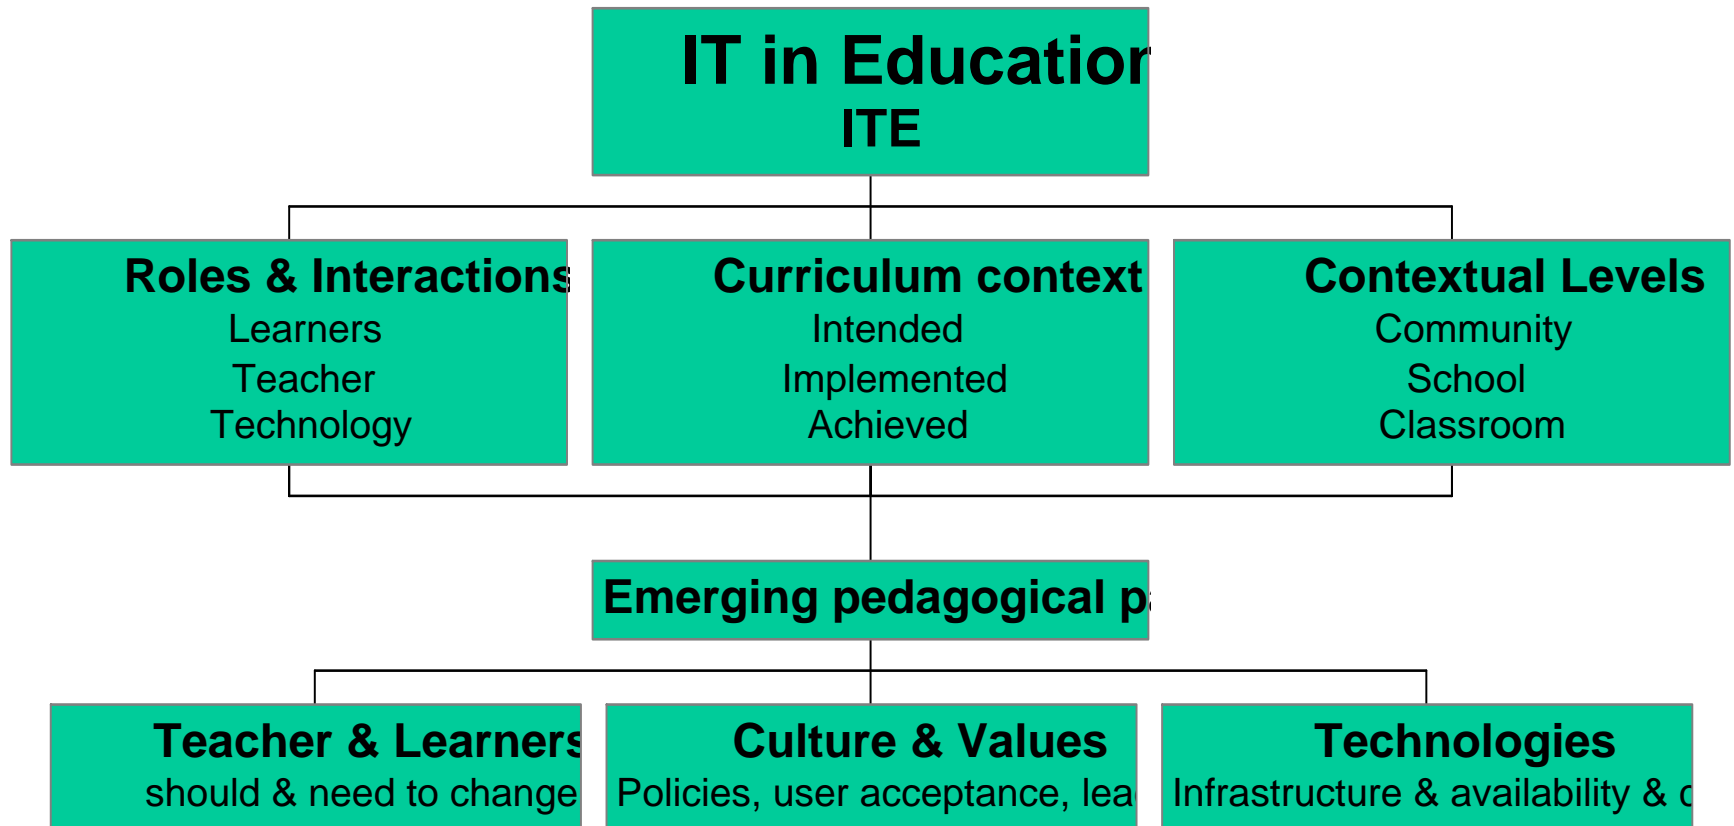 IT in Education
ITE
Roles & Interactions
Learners
Teacher
Technology
Curriculum context
Intended
Implemented
Achieved
Contextual Levels
Community
School
Classroom
Emerging pedagogical
Teacher & Learners
should & need to change
Culture & Values
Policies, user acceptance,
Technologies
Infrastructure & availability &